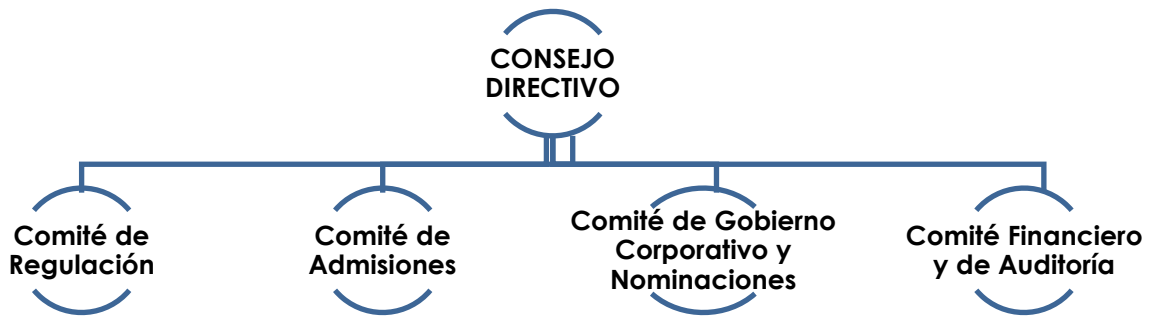 CONSEJO
DIRECTIVO
Comité de
Regulación
Comité de
Admisiones
Comité de Gobierno
Corporativo y
Nominaciones
Comité Financiero
y de Auditoría